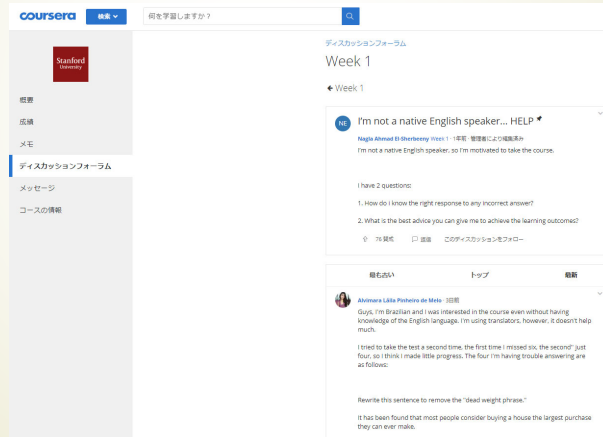 coursera
検索
何を学習しますか？
Stanford
University
概要
成績
メモ
ディスカッションフォーラム
メッセージ
コースの情報
ディスカッションフォーラム
Week 1
Week 1
NE
I'm not a native English speaker... HELP
Nagla Ahmad El-Sherbeeny Week 1 · 1年前 · 管理者により編集済み
I'm not a native English speaker, so I'm motivated to take the course.
I have 2 questions:
1. How do I know the right response to any incorrect answer?
2. What is the best advice you can give me to achieve the learning outcomes?
76 賛成 返信 このディスカッションをフォロー
最も古い トップ 最新
Alvimara Láila Pinheiro de Melo · 3日前
Guys, I'm Brazilian and I was interested in the course even without having
knowledge of the English language. I'm using translators, however, it doesn't help
much.
I tried to take the test a second time, the first time I missed six, the second" just
four, so I think I made little progress. The four I'm having trouble answering are
as follows:
Rewrite this sentence to remove the "dead weight phrase."
It has been found that most people consider buying a house the largest purchase
they can ever make.